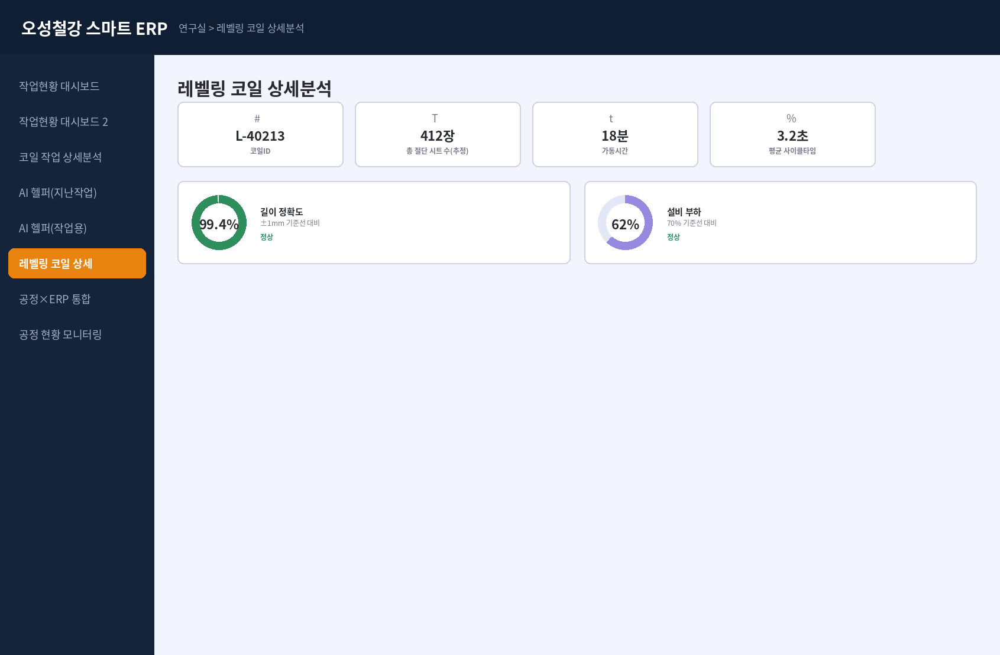 오성철강 스마트 ERP
연구실 > 레벨링 코일 상세분석
작업현황 대시보드
작업현황 대시보드 2
코일 작업 상세분석
AI 헬퍼(지난작업)
AI 헬퍼(작업용)
레벨링 코일 상세
공정×ERP 통합
공정 현황 모니터링
레벨링 코일 상세분석
#
L-40213
코일ID
T
412장
총 절단 시트 수(추정)
t
18분
가동시간
%
3.2초
평균 사이클타임
99.4%
길이 정확도
±1mm 기준선 대비
정상
62%
설비 부하
70% 기준선 대비
정상